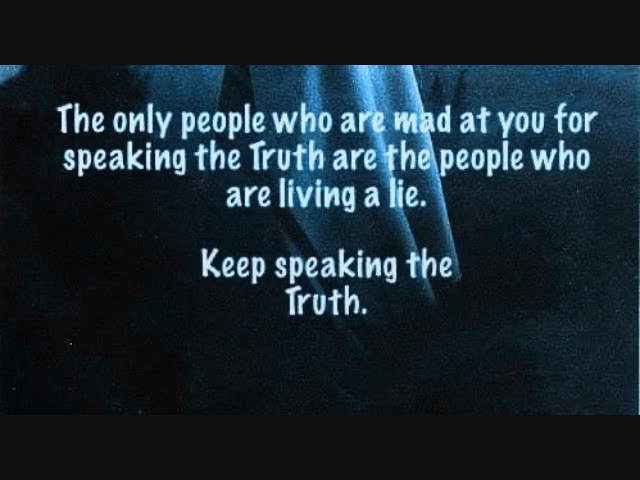 The only people who are mad at you for
speaking the Truth are the people who
are living a lie.
Keep speaking the
Truth.